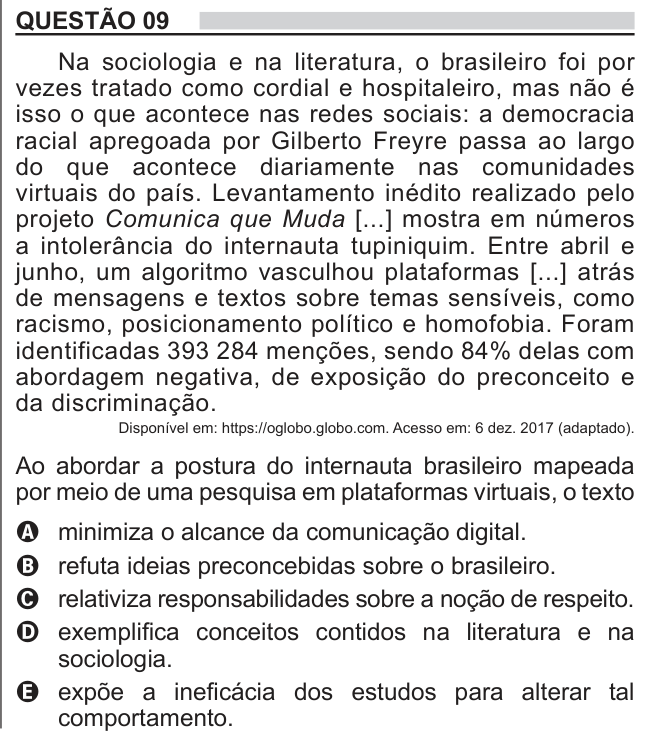 QUESTÃO 09
Na sociologia e na literatura, o brasileiro foi por
vezes tratado como cordial e hospitaleiro, mas não é
isso o que acontece nas redes sociais: a democracia
racial apregoada por Gilberto Freyre passa ao largo
do que acontece diariamente nas comunidades
virtuais do país. Levantamento inédito realizado pelo
projeto Comunica que Muda [...] mostra em números
a intolerância do internauta tupiniquim. Entre abril e
junho, um algoritmo vasculhou plataformas [...] atrás
de mensagens e textos sobre temas sensíveis, como
racismo, posicionamento político e homofobia. Foram
identificadas 393 284 menções, sendo 84% delas com
abordagem negativa, de exposição do preconceito e
da discriminação.
Disponível em: https://oglobo.globo.com. Acesso em: 6 dez. 2017 (adaptado).
Ao abordar a postura do internauta brasileiro mapeada
por meio de uma pesquisa em plataformas virtuais, o texto
A minimiza o alcance da comunicação digital.
B refuta ideias preconcebidas sobre o brasileiro.
C relativiza responsabilidades sobre a noção de respeito.
D exemplifica conceitos contidos na literatura e na
sociologia.
E expõe a ineficácia dos estudos para alterar tal
comportamento.